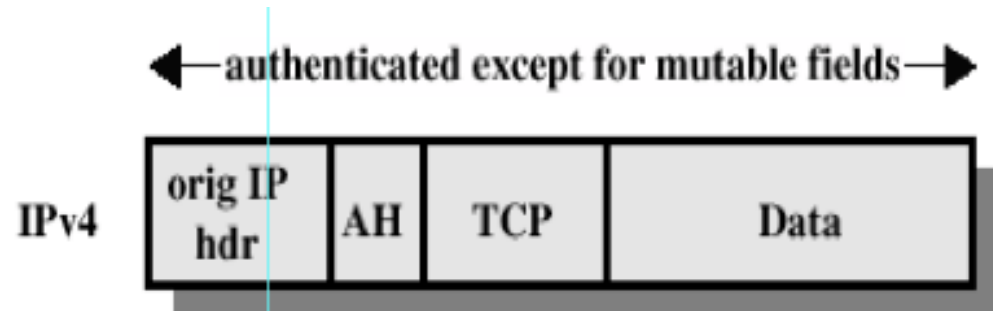 authenticated except for mutable fields
IPv4
orig IP
hdr
AH
TCP
Data